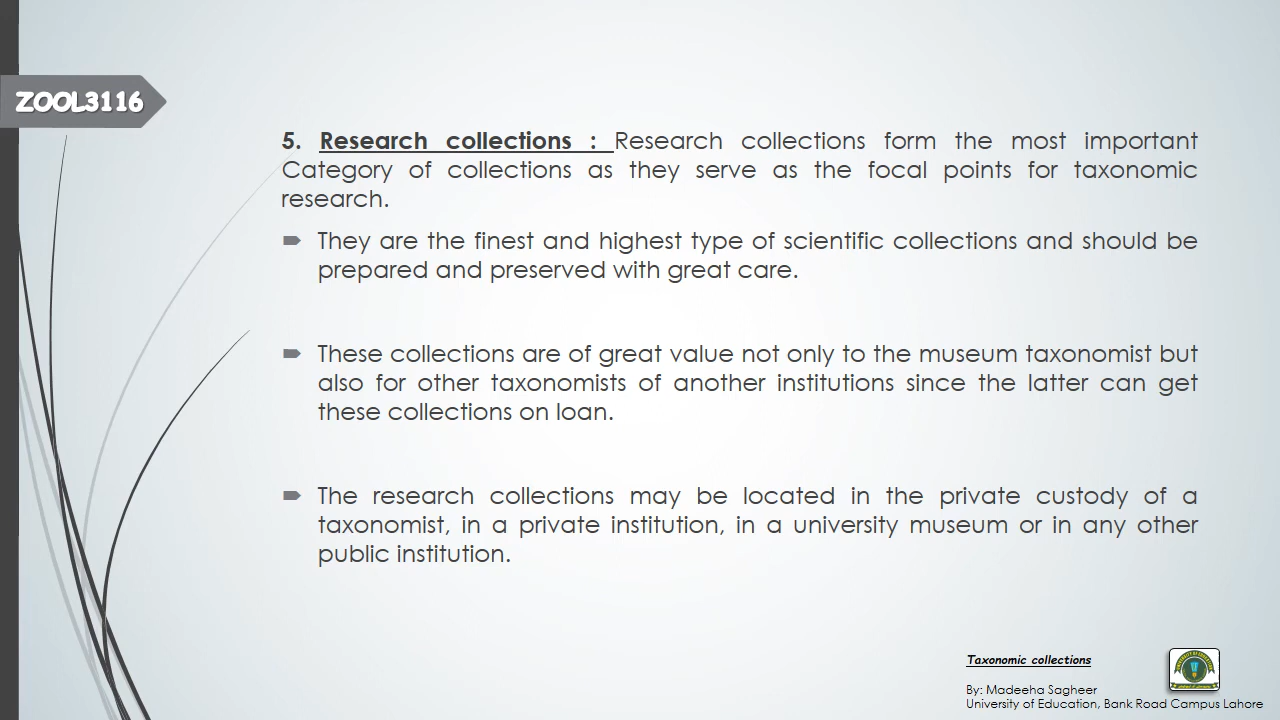 ZOOL3116
5. Research collections : Research collections form the most important
Category of collections as they serve as the focal points for taxonomic
research.
They are the finest and highest type of scientific collections and should be
prepared and preserved with great care.
These collections are of great value not only to the museum taxonomist but
also for other taxonomists of another institutions since the latter can get
these collections on loan.
The research collections may be located in the private custody of a
taxonomist, in a private institution, in a university museum or in any other
public institution.
Taxonomic collections
By: Madeeha Sagheer
University of Education, Bank Road Campus Lahore